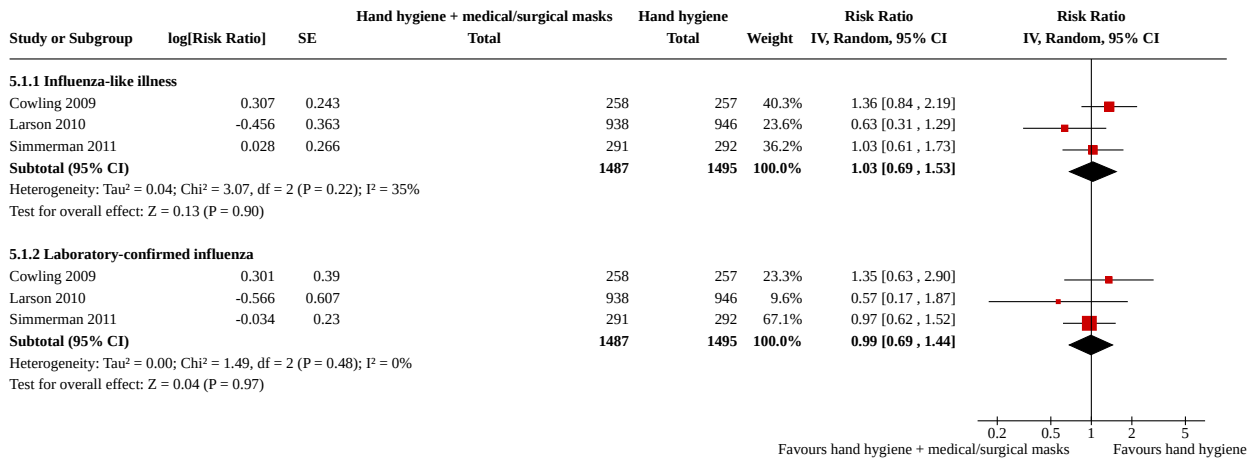 Hand hygiene + medical/surgical masks Hand hygiene Risk Ratio Risk Ratio
Study or Subgroup log[Risk Ratio] SE Total Total Weight IV, Random, 95% CI IV, Random, 95% CI
5.1.1 Influenza-like illness
Cowling 2009 0.307 0.243 258 257 40.3% 1.36 [0.84 , 2.19]
Larson 2010 -0.456 0.363 938 946 23.6% 0.63 [0.31 , 1.29]
Simmerman 2011 0.028 0.266 291 292 36.2% 1.03 [0.61 , 1.73]
Subtotal (95% CI) 1487 1495 100.0% 1.03 [0.69 , 1.53]
Heterogeneity: Tau² = 0.04; Chi² = 3.07, df = 2 (P = 0.22); I² = 35%
Test for overall effect: Z = 0.13 (P = 0.90)
5.1.2 Laboratory-confirmed influenza
Cowling 2009 0.301 0.39 258 257 23.3% 1.35 [0.63 , 2.90]
Larson 2010 -0.566 0.607 938 946 9.6% 0.57 [0.17 , 1.87]
Simmerman 2011 -0.034 0.23 291 292 67.1% 0.97 [0.62 , 1.52]
Subtotal (95% CI) 1487 1495 100.0% 0.99 [0.69 , 1.44]
Heterogeneity: Tau² = 0.00; Chi² = 1.49, df = 2 (P = 0.48); I² = 0%
Test for overall effect: Z = 0.04 (P = 0.97)
0.2 0.5 1 2 5
Favours hand hygiene + medical/surgical masks Favours hand hygiene